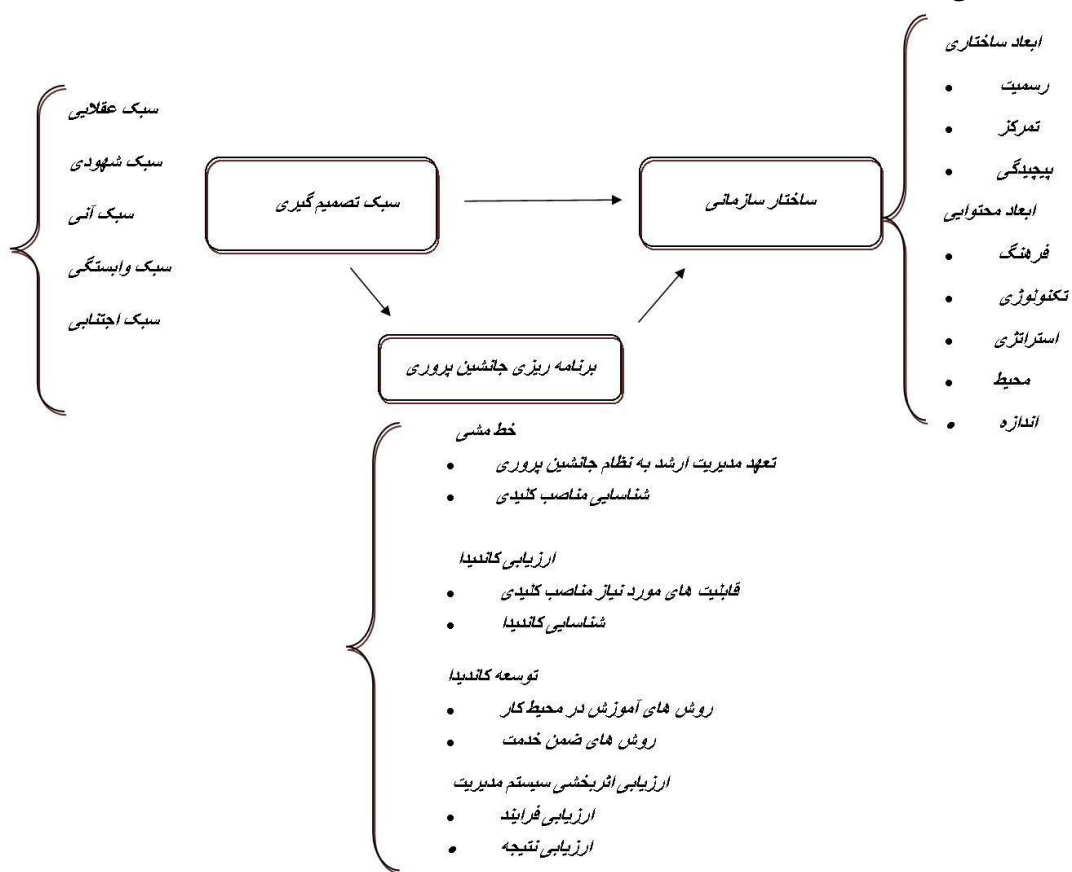 ابعاد ساختاری
• رسمیت
• تمرکز
• پیچیدگی
ابعاد محتوایی
• فرهنگ
• تکنولوژی
• استراتژی
• محیط
• اندازه
ساختار سازمانی
سبک تصمیم گیری
سبک عقلایی
سبک شهودی
سبک آنی
سبک وابستگی
سبک اجتنابی
برنامه ریزی جانشین پروری
خط مشی
• تعهد مدیریت ارشد به نظام جانشین پروری
• شناسایی مناصب کلیدی
ارزیابی کاندیدا
• قابلیت های مورد نیاز مناصب کلیدی
• شناسایی کاندیدا
توسعه کاندیدا
• روش های آموزش در محیط کار
• روش های ضمن خدمت
ارزیابی اثربخشی سیستم مدیریت
• ارزیابی فرایند
• ارزیابی نتیجه